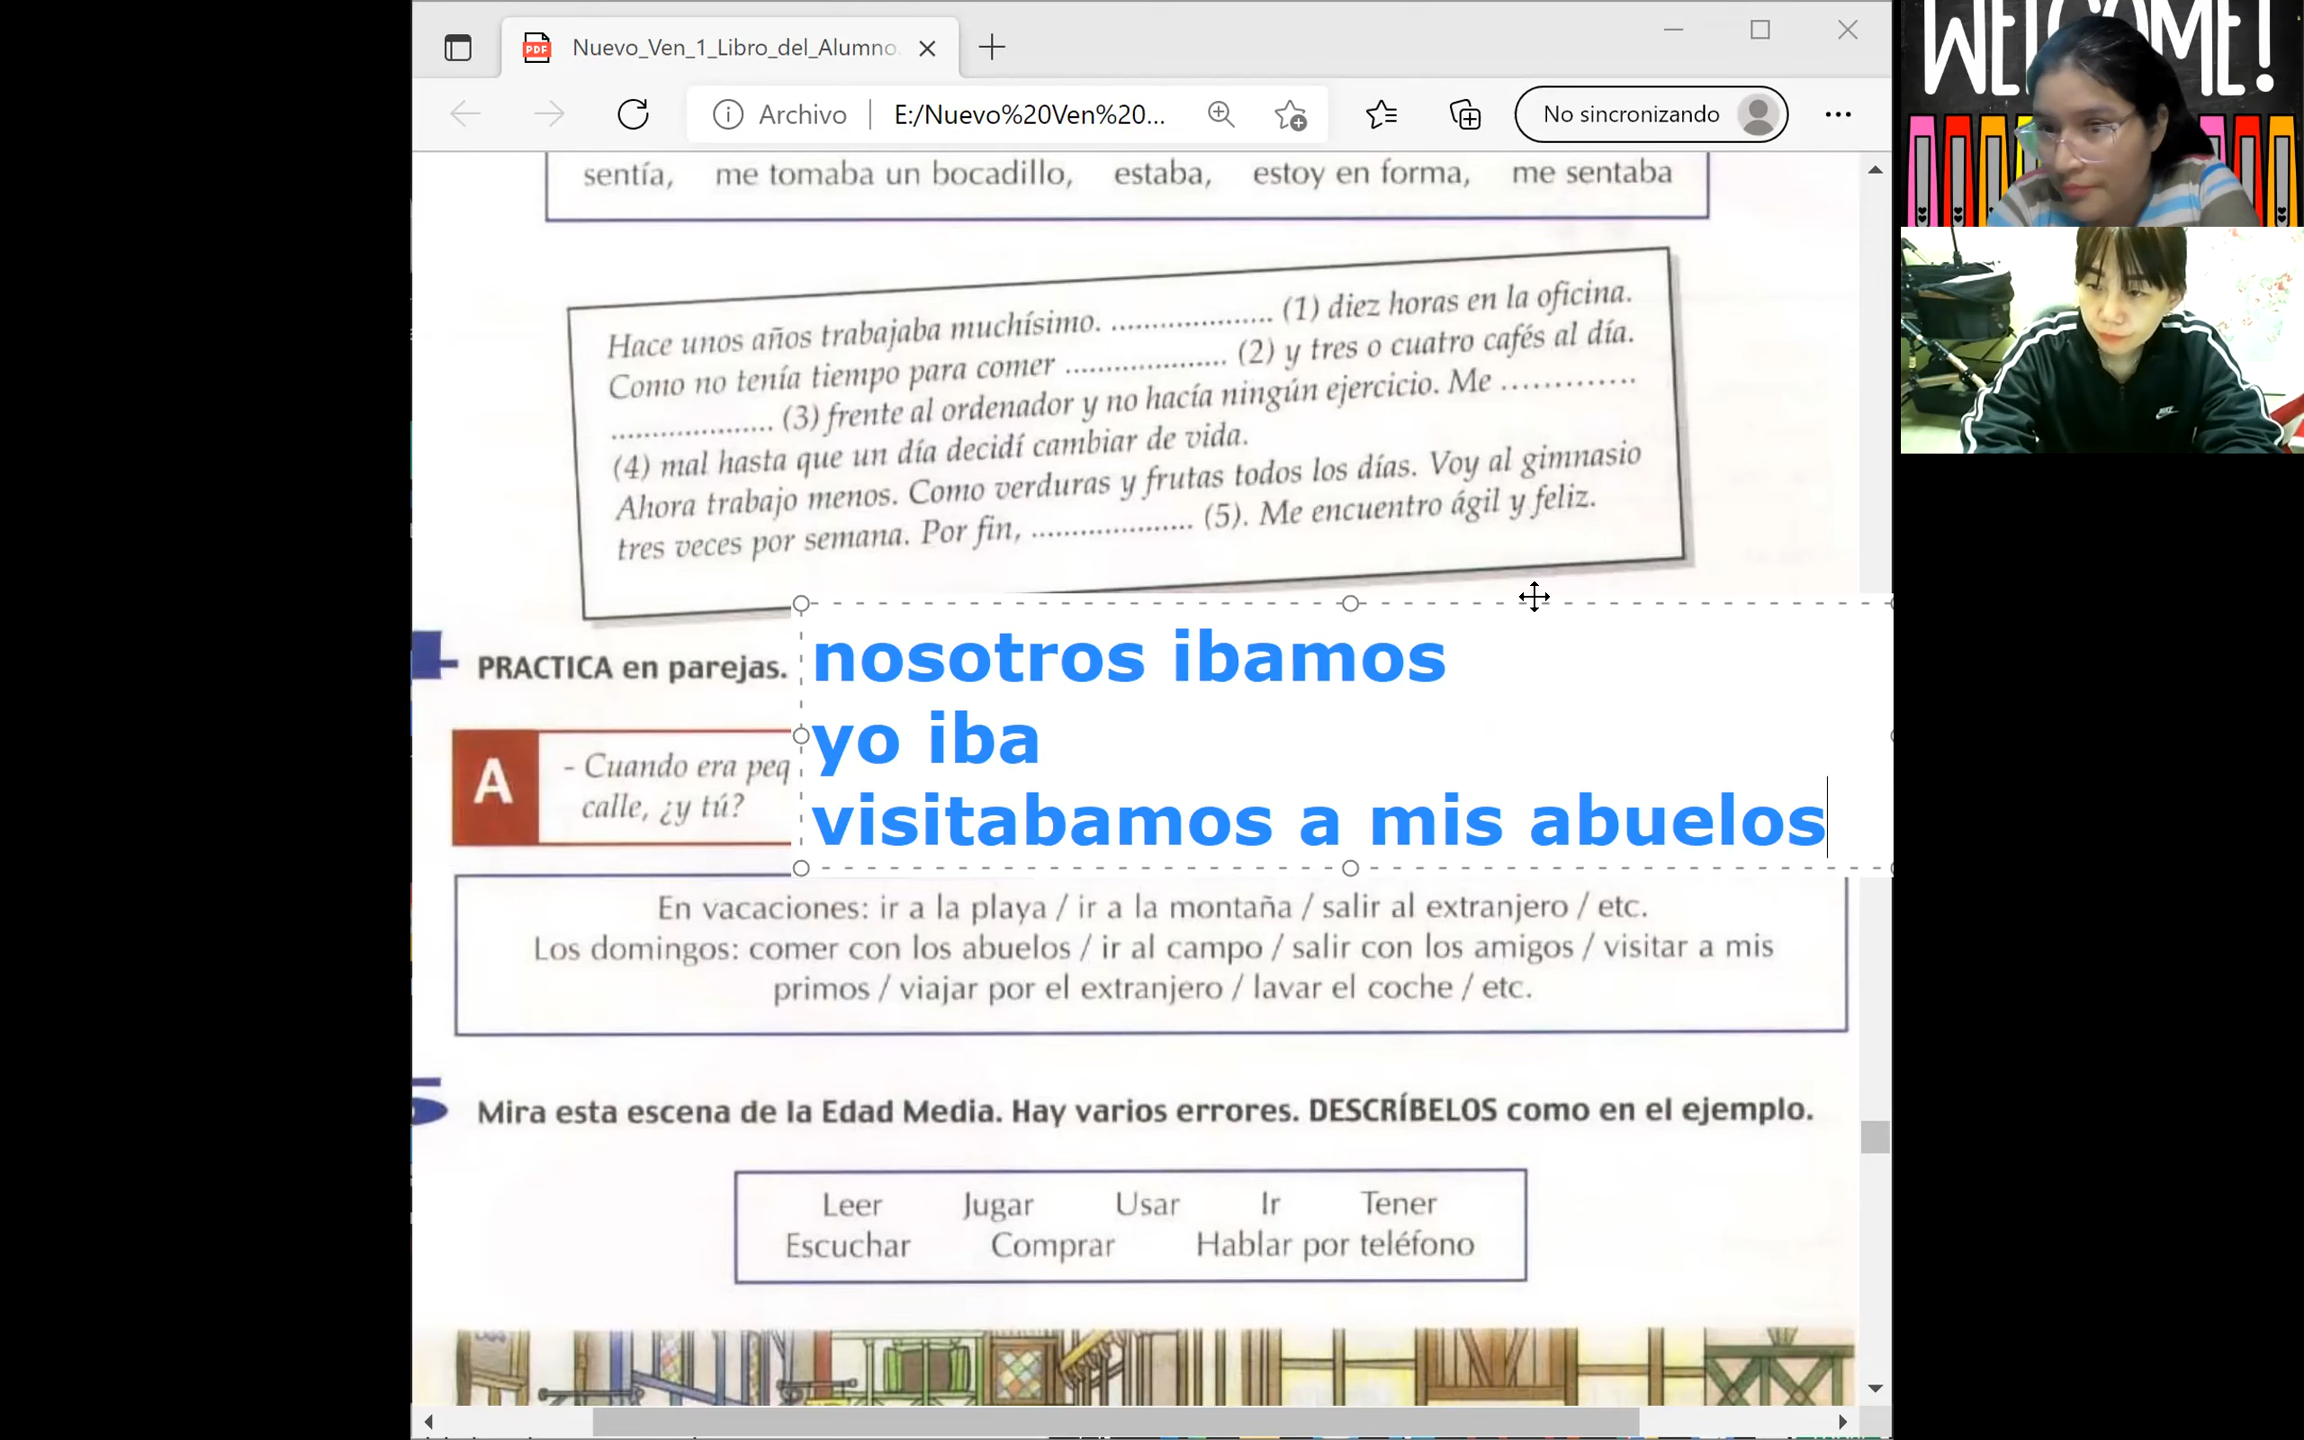 Nuevo_Ven_1_Libro_del_Alumno.
Archivo
E:/Nuevo%20Ven%20...
No sincronizando
WELCOME!
sentía, me tomaba un bocadillo, estaba, estoy en forma, me sentaba
Hace unos años trabajaba muchísimo. .................... (1) diez horas en la oficina.
Como no tenía tiempo para comer .................... (2) y tres o cuatro cafés al día.
.................... (3) frente al ordenador y no hacía ningún ejercicio. Me .............
(4) mal hasta que un día decidí cambiar de vida.
Ahora trabajo menos. Como verduras y frutas todos los días. Voy al gimnasio
tres veces por semana. Por fin, .................... (5). Me encuentro ágil y feliz.
PRACTICA en parejas.
nosotros ibamos
yo iba
visitabamos a mis abuelos
A
- Cuando era peq
calle, ¿y tú?
En vacaciones: ir a la playa / ir a la montaña / salir al extranjero / etc.
Los domingos: comer con los abuelos / ir al campo / salir con los amigos / visitar a mis
primos / viajar por el extranjero / lavar el coche / etc.
Mira esta escena de la Edad Media. Hay varios errores. DESCRÍBELOS como en el ejemplo.
Leer Jugar Usar Ir Tener
Escuchar Comprar Hablar por teléfono